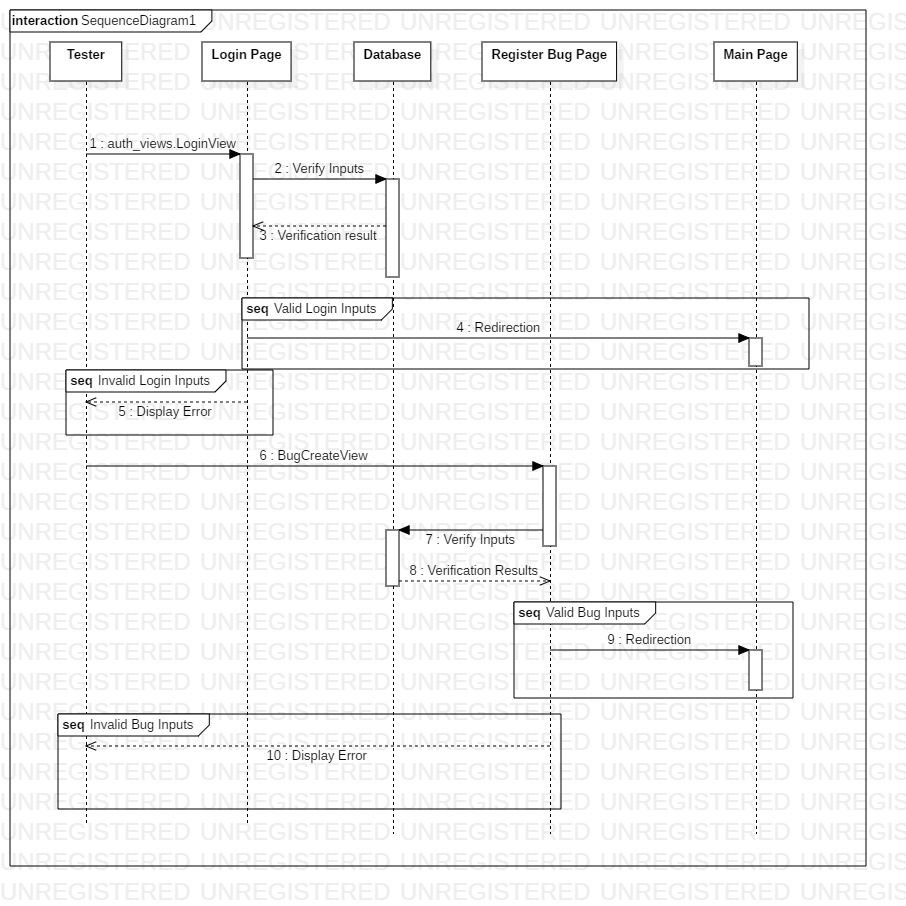 interaction SequenceDiagram1
Tester
Login Page
Database
Register Bug Page
Main Page
1 : auth_views.LoginView
2 : Verify Inputs
3 : Verification result
seq Valid Login Inputs
4 : Redirection
seq Invalid Login Inputs
5 : Display Error
6 : BugCreateView
7 : Verify Inputs
8 : Verification Results
seq Valid Bug Inputs
9 : Redirection
seq Invalid Bug Inputs
10 : Display Error
UNREGISTERED UNREGISTERED UNREGISTERED UNREGISTERED UNREGIS